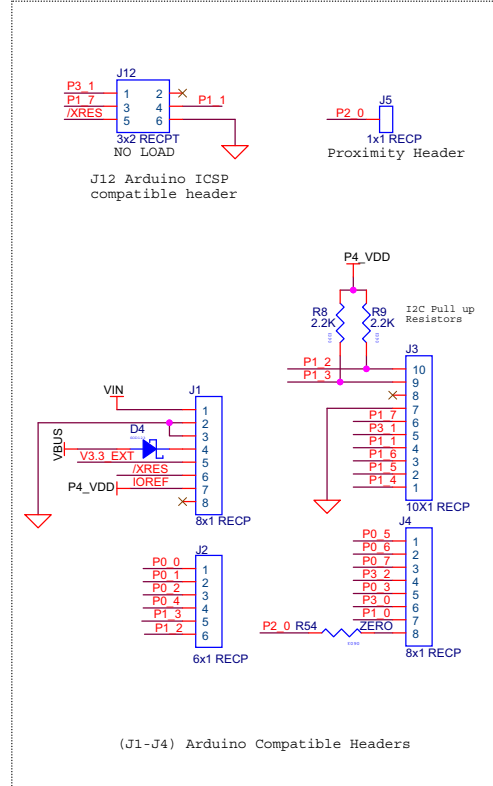 J12
P3_1 1 2
P1_7 3 4 P1_1
/XRES 5 6
3x2 RECPT
NO LOAD
J12 Arduino ICSP
compatible header
J5
P2_0
1x1 RECP
Proximity Header
P4_VDD
R8 R9
2.2K 2.2K
I2C Pull up
Resistors
J3
P1_2 10
P1_3 9
8
7
P1_7 6
P3_1 5
P1_1 4
P1_6 3
P1_5 2
P1_4 1
10X1 RECP
J1
VIN 1
2
3
VBUS D4 4
V3.3_EXT 5
/XRES 6
P4_VDD IOREF 7
8
8x1 RECP
J2
P0_0 1
P0_1 2
P0_2 3
P0_4 4
P1_3 5
P1_2 6
6x1 RECP
J4
P0_5 1
P0_6 2
P0_7 3
P3_2 4
P0_3 5
P3_0 6
P1_0 7
P2_0 R54 ZERO 8
8x1 RECP
(J1-J4) Arduino Compatible Headers